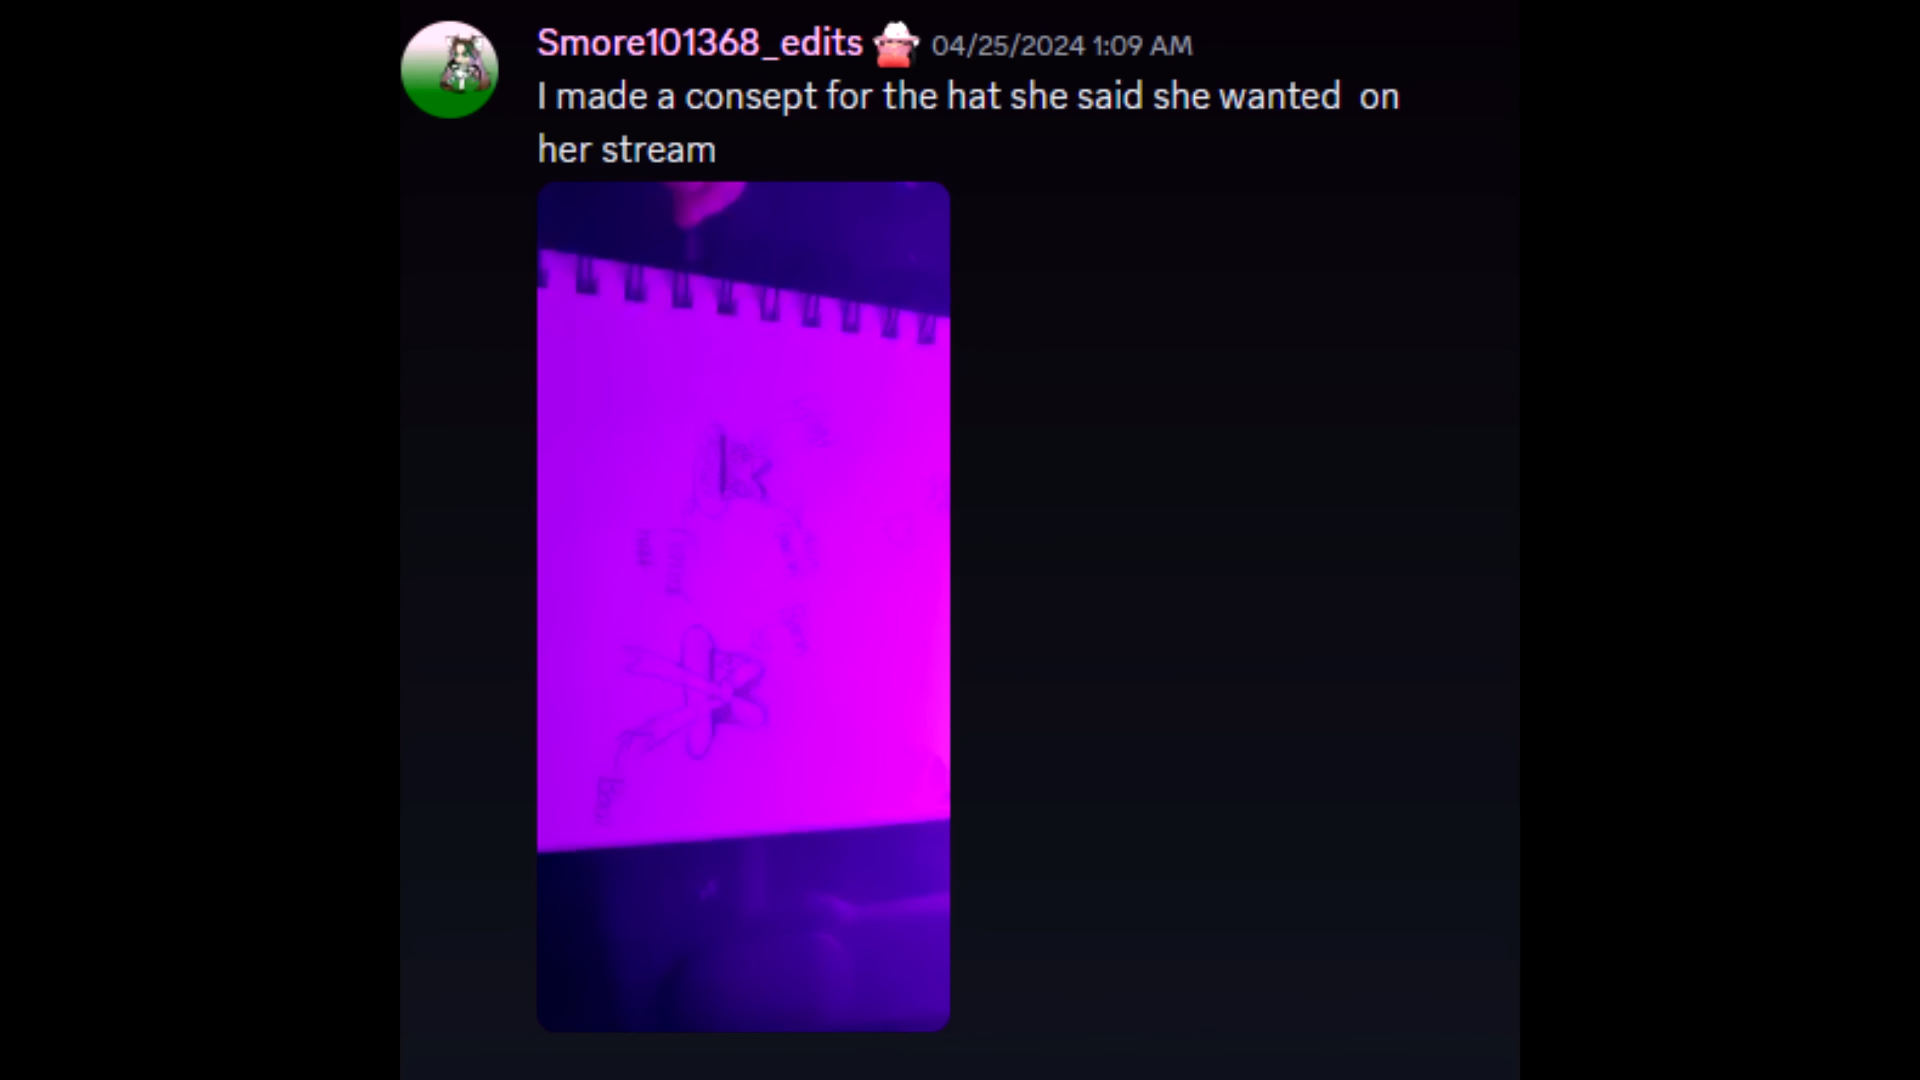 Smore101368_edits 04/25/2024 1:09 AM
I made a consept for the hat she said she wanted on
her stream